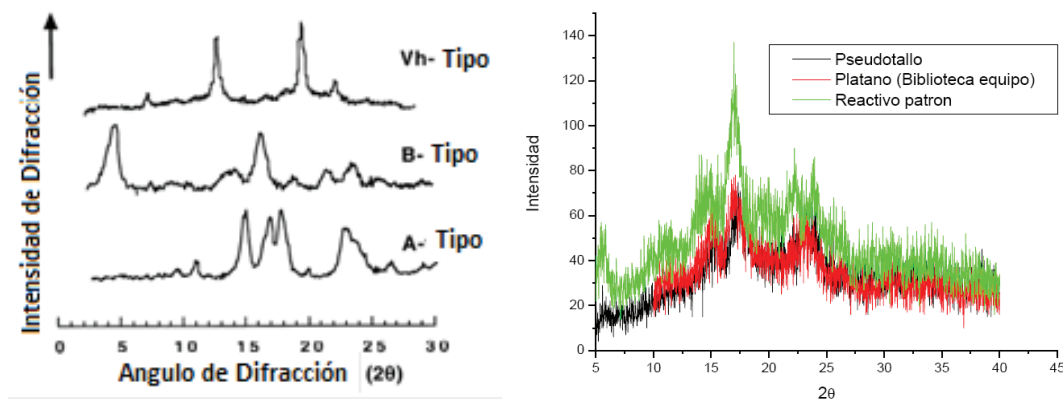 Intensidad de Difracción
Vh- Tipo
B- Tipo
A- Tipo
0 5 10 15 20 25 30
Angulo de Difracción (2θ)
Intensidad
150
140
120
100
80
60
40
20
0
Pseudotallo
Platano (Biblioteca equipo)
Reactivo patron
5 10 15 20 25 30 35 40 45
2θ